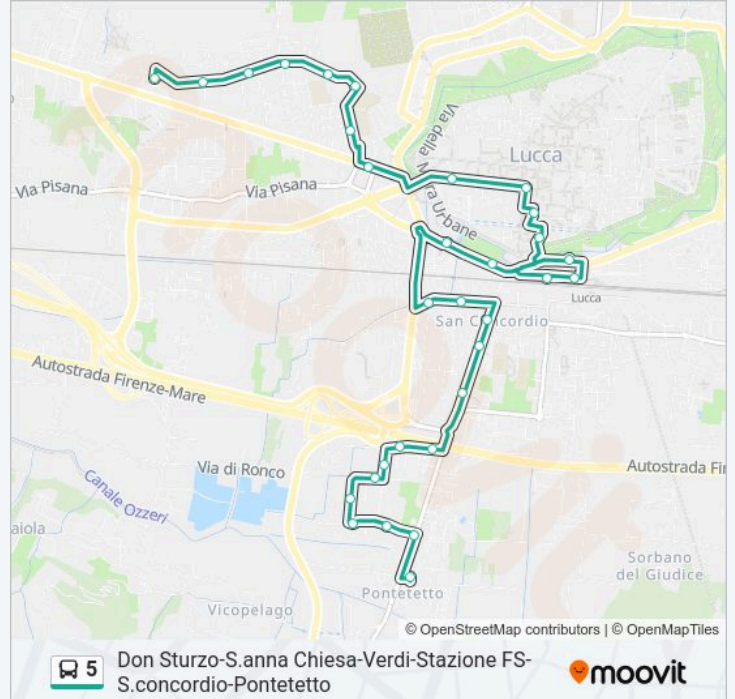 Via della Mura Urbane
Lucca
Via Pisana
Via Pisana
Lucca
San Concordio
Autostrada Firenze-Mare
Via di Ronco
Autostrada Fir
Canale Ozzeri
aiola
Sorbano
del Giudice
Pontetetto
Vicopelago
© OpenStreetMap contributors | © OpenMapTiles
5
Don Sturzo-S.anna Chiesa-Verdi-Stazione FS-
S.concordio-Pontetetto
moovit